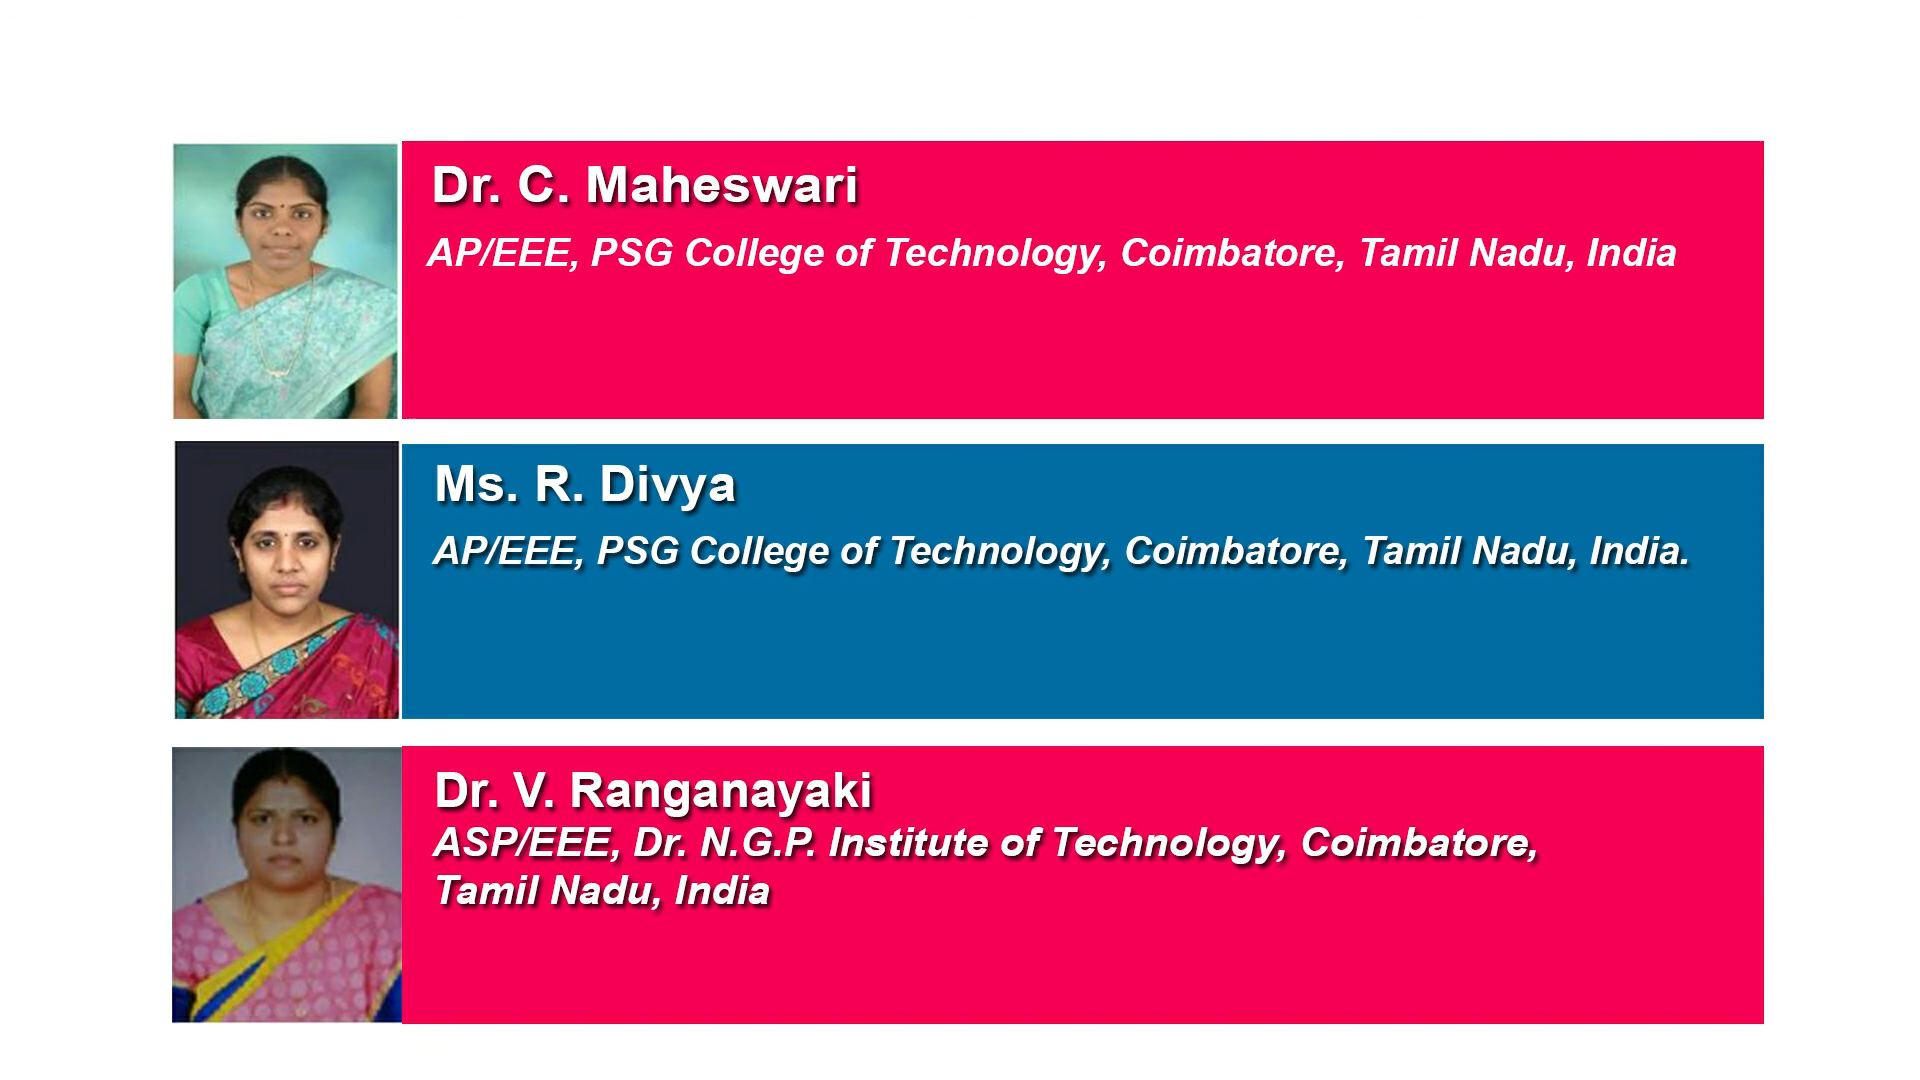 Dr. C. Maheswari
AP/EEE, PSG College of Technology, Coimbatore, Tamil Nadu, India
Ms. R. Divya
AP/EEE, PSG College of Technology, Coimbatore, Tamil Nadu, India.
Dr. V. Ranganayaki
ASP/EEE, Dr. N.G.P. Institute of Technology, Coimbatore,
Tamil Nadu, India